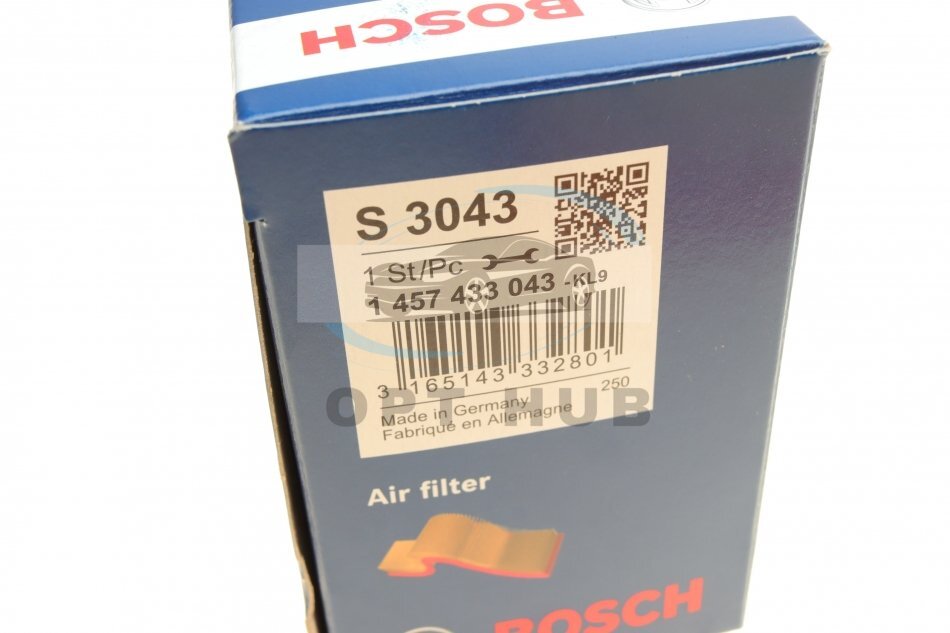 BOSCH
S 3043
1 St/Pc
1 457 433 043 -KL9
3 165143 332801
250
Made in Germany
Fabriqué en Allemagne
OPT HUB
Air filter
BOSCH